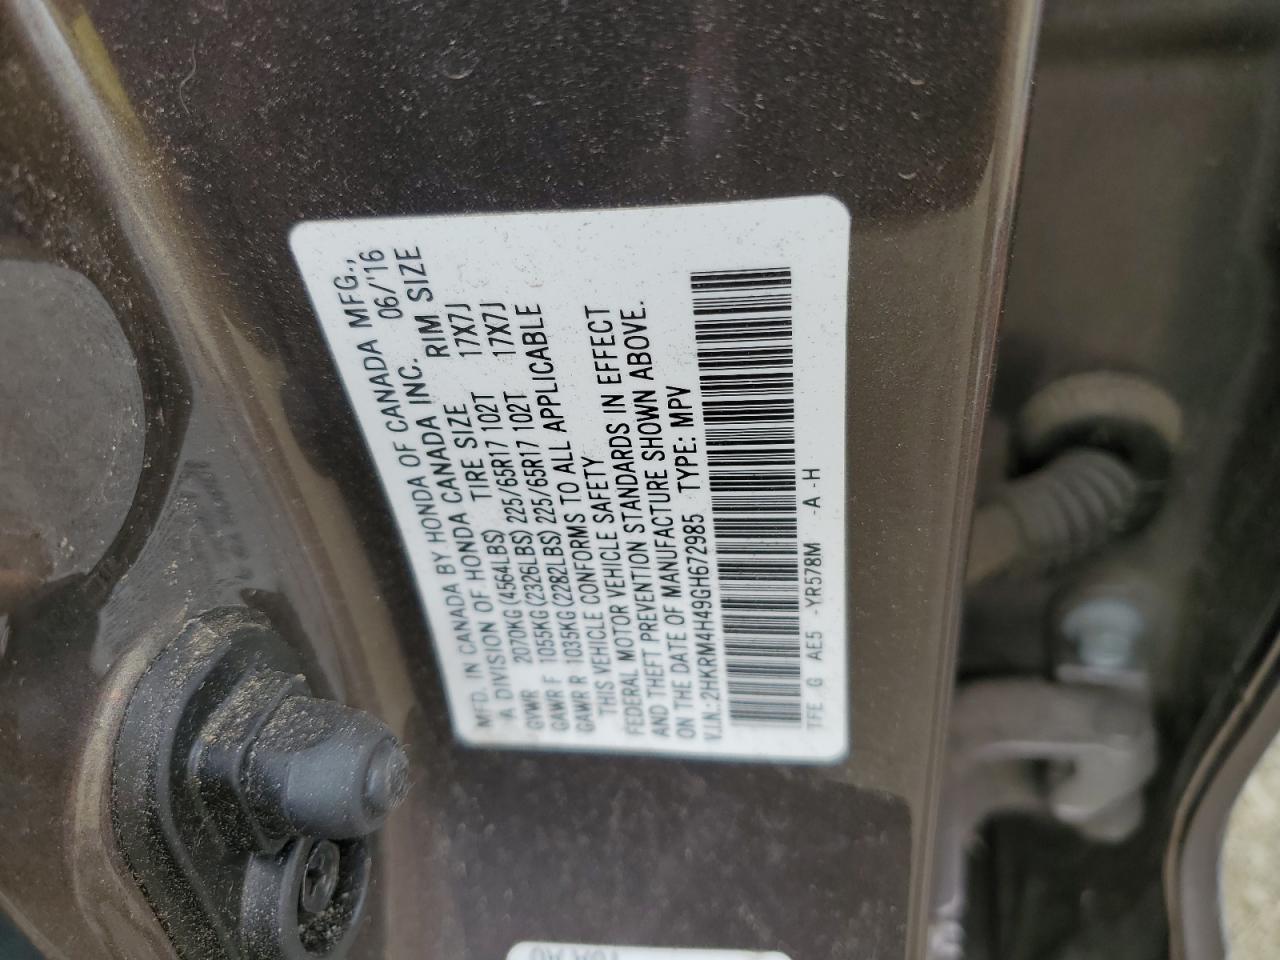 MFD. IN CANADA BY HONDA OF CANADA MFG.,
A DIVISION OF HONDA CANADA INC. 06/'16
TIRE SIZE RIM SIZE
GVWR 2070KG(4564LBS)
GAWR F 1055KG(2326LBS) 225/65R17 102T 17X7J
GAWR R 1035KG(2282LBS) 225/65R17 102T 17X7J
THIS VEHICLE CONFORMS TO ALL APPLICABLE
FEDERAL MOTOR VEHICLE SAFETY
AND THEFT PREVENTION STANDARDS IN EFFECT
ON THE DATE OF MANUFACTURE SHOWN ABOVE.
V.I.N.:2HKRM4H49GH672985 TYPE: MPV
TFE G AE5 -YR578M -A-H